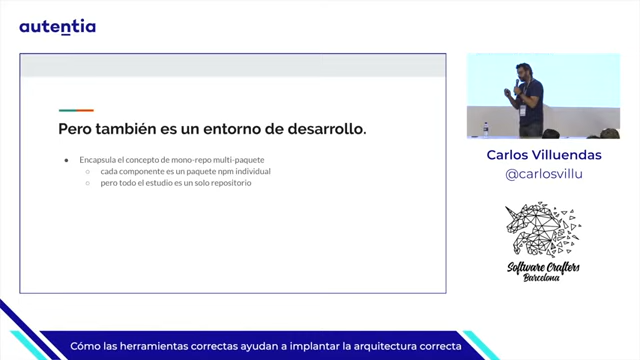 autentia
Pero también es un entorno de desarrollo.
● Encapsula el concepto de mono-repo multi-paquete
○ cada componente es un paquete npm individual
○ pero todo el estudio es un solo repositorio
Carlos Villuendas
@carlosvillu
Software Crafters
Barcelona
Cómo las herramientas correctas ayudan a implantar la arquitectura correcta